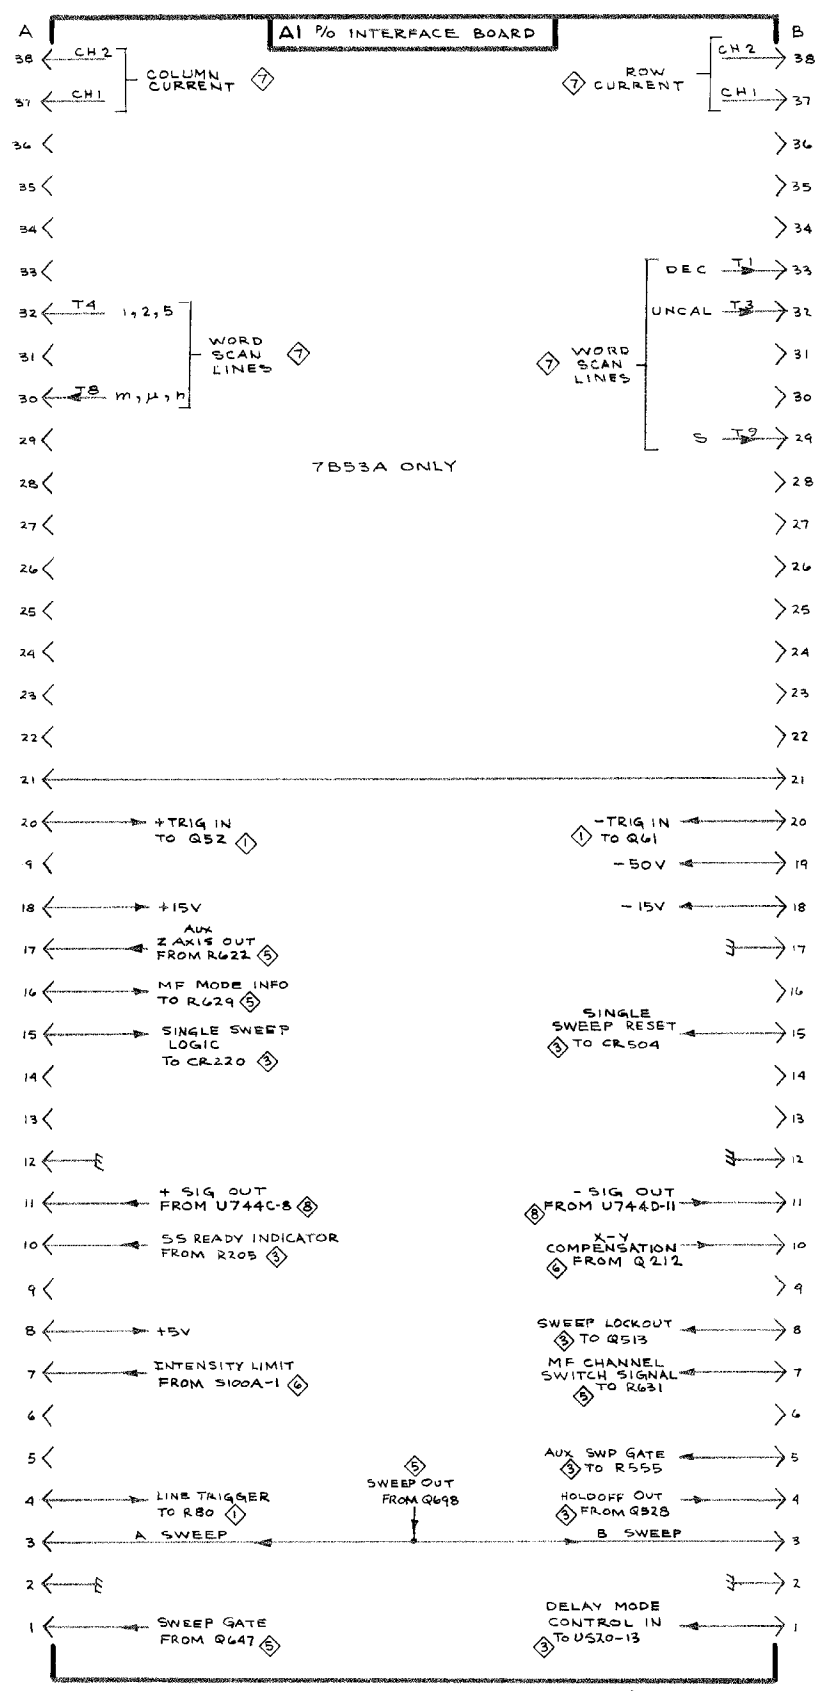 A1 P/O INTERFACE BOARD
A B
38 CH2 CH2 38
COLUMN CURRENT 7 7 ROW CURRENT
37 CH1 CH1 37
36 36
35 35
34 34
33 DEC T1 33
32 T4 1,2,5 UNCAL T3 32
31 WORD SCAN LINES 7 7 WORD SCAN LINES 31
30 T8 m,μ,n 30
29 S T9 29
7B53A ONLY
28 28
27 27
26 26
25 25
24 24
23 23
22 22
21 21
20 +TRIG IN -TRIG IN 20
TO Q52 1 1 TO Q61
9 -50V 19
18 +15V -15V 18
AUX
17 Z AXIS OUT 17
FROM R622 5
16 MF MODE INFO 16
TO R629 5
SINGLE
15 SINGLE SWEEP SWEEP RESET 15
LOGIC 3 TO CR504
TO CR220 3
14 14
13 13
12 12
11 + SIG OUT - SIG OUT 11
FROM U744C-8 8 8 FROM U744D-11
X-Y
10 SS READY INDICATOR COMPENSATION 10
FROM R205 3 6 FROM Q212
9 9
8 +5V SWEEP LOCKOUT 8
3 TO Q513
MF CHANNEL
7 INTENSITY LIMIT SWITCH SIGNAL 7
FROM S100A-1 6 5 TO R631
6 6
5 AUX SWP GATE 5
5 3 TO R555
SWEEP OUT
4 LINE TRIGGER FROM Q698 HOLDOFF OUT 4
TO R80 1 3 FROM Q528
3 A SWEEP B SWEEP 3
2 2
DELAY MODE
1 SWEEP GATE CONTROL IN 1
FROM Q647 5 3 TO U520-13